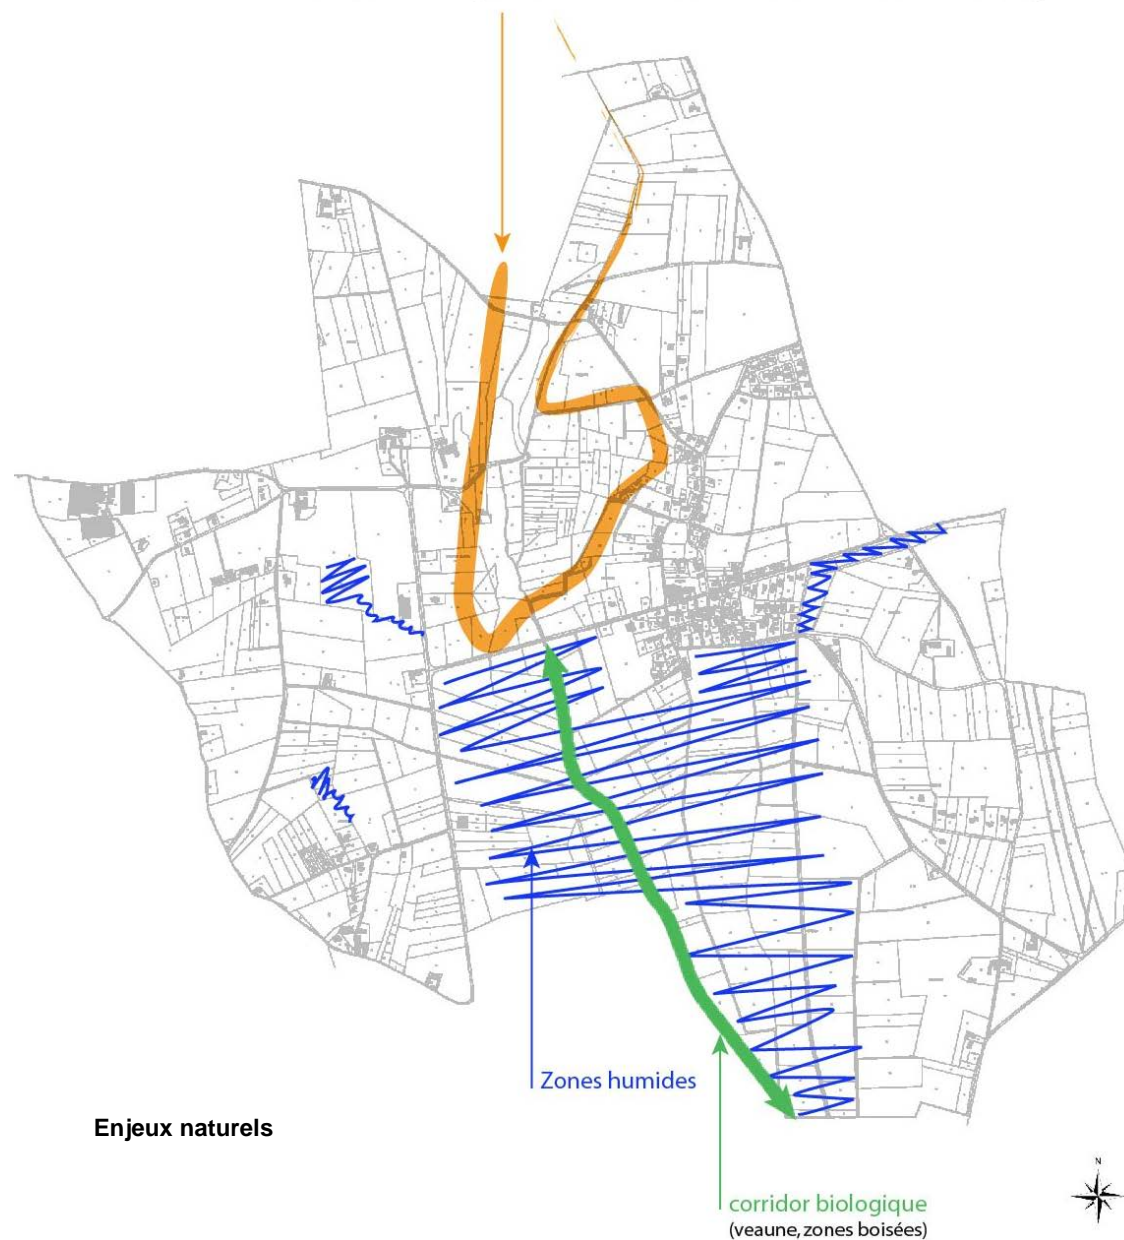 Zones humides
Enjeux naturels
N
corridor biologique
(veaune, zones boisées)